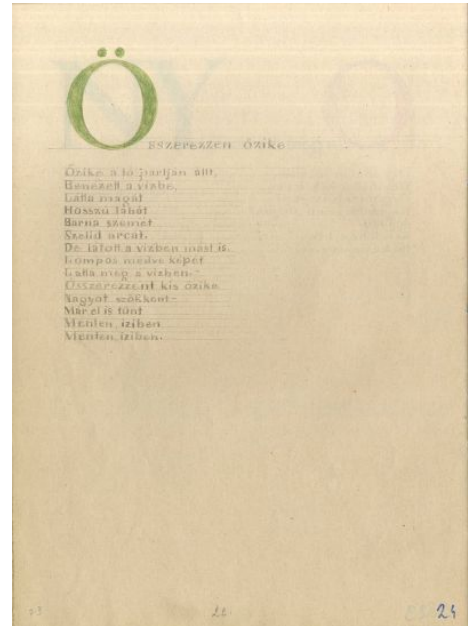 Ö
SSZEREZZEN ŐZIKE
Őzike a tó partján állt,
Benézett a vízbe,
Látta magát
Hosszú lábát
Barna szemét
Szelíd arcát.
De látott a vízben mást is.
Lompos medve képét
Látta meg a vízben.-
Összerezzent kis őzike
Nagyot szökkent-
Már el is tűnt
Menten, iziben
Menten, iziben.
22.
24